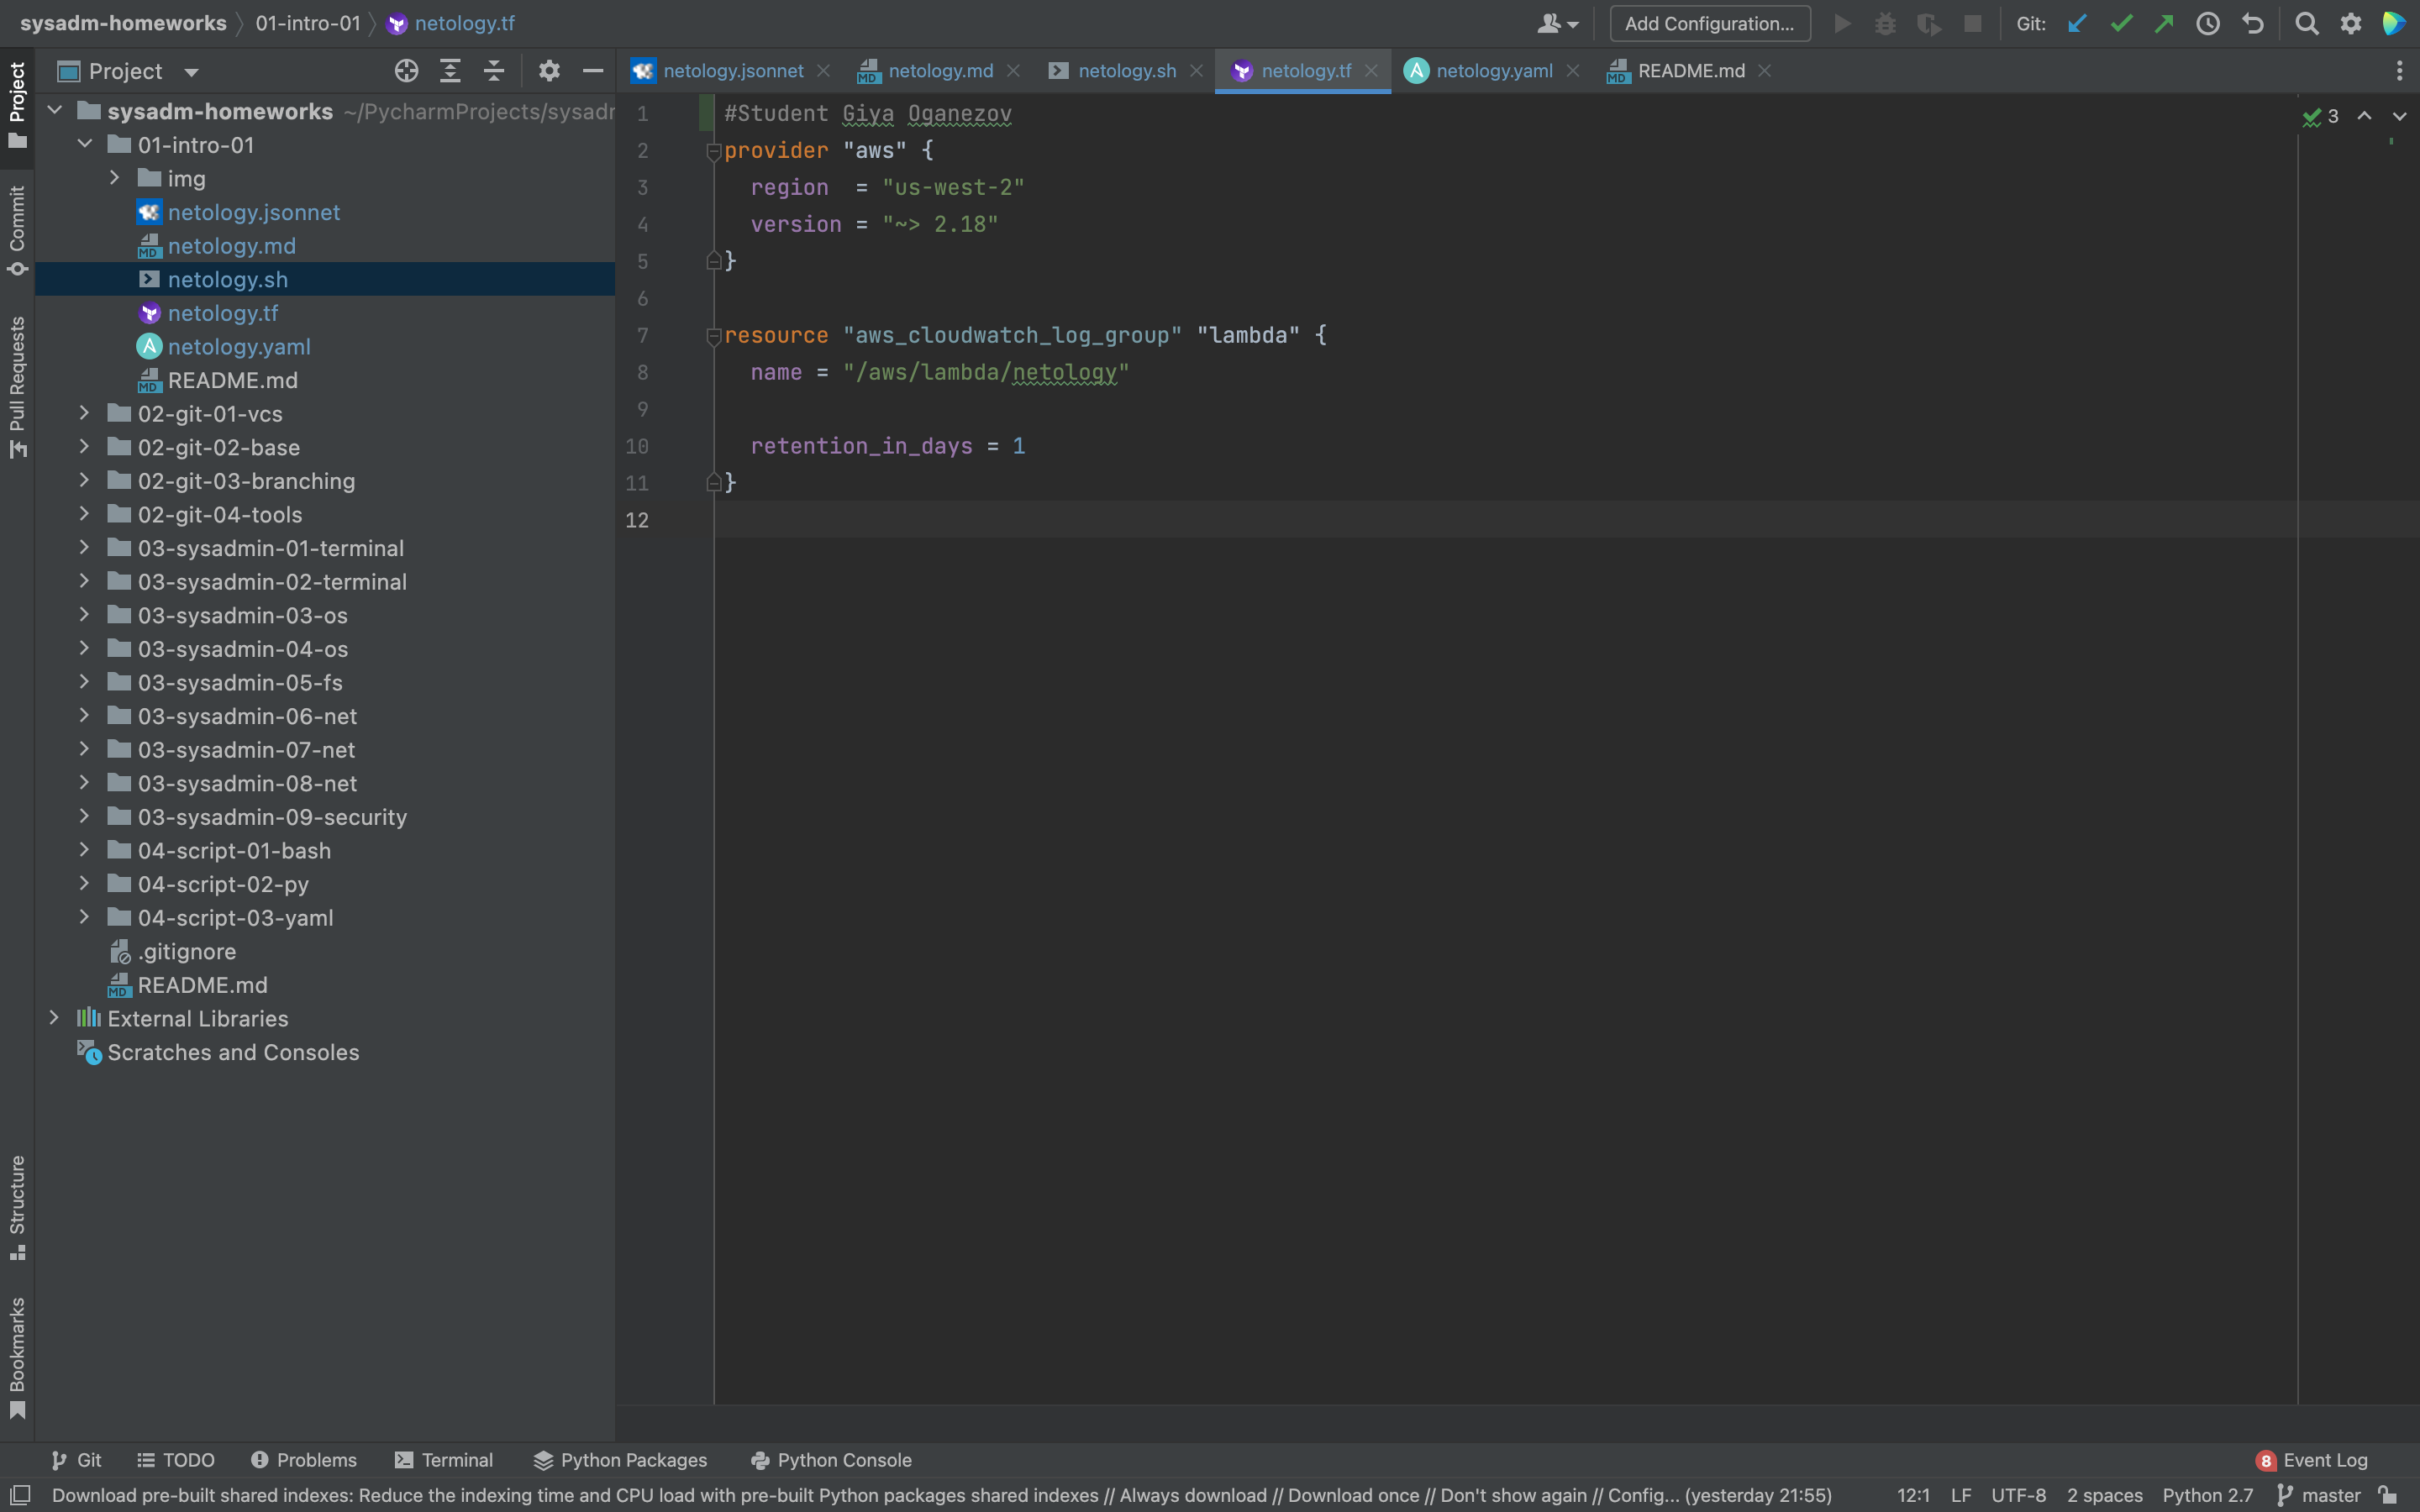 sysadm-homeworks 01-intro-01 netology.tf Add Configuration... Git:
Project
netology.jsonnet netology.md netology.sh netology.tf netology.yaml README.md
Project
Commit
Pull Requests
Structure
Bookmarks
sysadm-homeworks ~/PycharmProjects/sysadr
01-intro-01
img
netology.jsonnet
netology.md
netology.sh
netology.tf
netology.yaml
README.md
02-git-01-vcs
02-git-02-base
02-git-03-branching
02-git-04-tools
03-sysadmin-01-terminal
03-sysadmin-02-terminal
03-sysadmin-03-os
03-sysadmin-04-os
03-sysadmin-05-fs
03-sysadmin-06-net
03-sysadmin-07-net
03-sysadmin-08-net
03-sysadmin-09-security
04-script-01-bash
04-script-02-py
04-script-03-yaml
.gitignore
README.md
External Libraries
Scratches and Consoles
1 #Student Giya Oganezov
2 provider "aws" {
3 region  = "us-west-2"
4 version = "~> 2.18"
5 }
6
7 resource "aws_cloudwatch_log_group" "lambda" {
8 name = "/aws/lambda/netology"
9
10 retention_in_days = 1
11 }
12
3
Git TODO Problems Terminal Python Packages Python Console 8 Event Log
Download pre-built shared indexes: Reduce the indexing time and CPU load with pre-built Python packages shared indexes // Always download // Download once // Don't show again // Config... (yesterday 21:55) 12:1 LF UTF-8 2 spaces Python 2.7 master